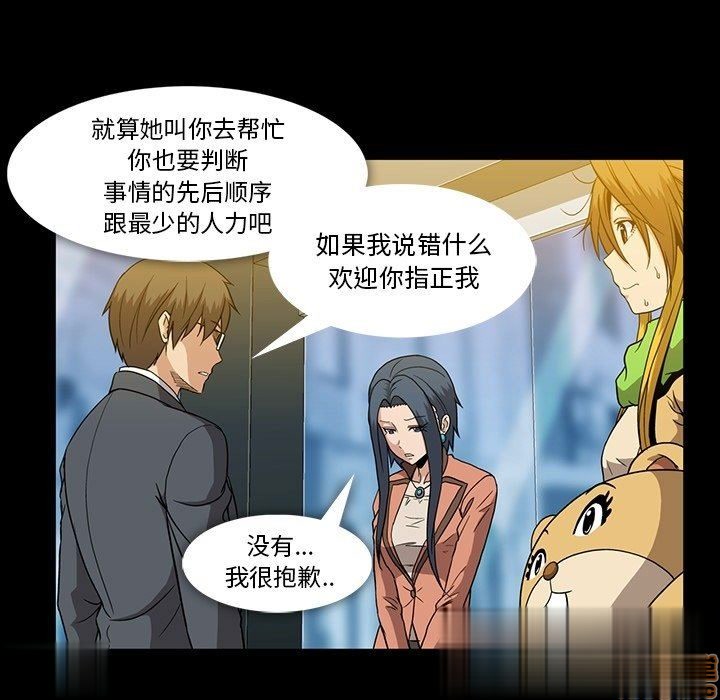 就算她叫你去帮忙
你也要判断
事情的先后顺序
跟最少的人力吧
如果我说错什么
欢迎你指正我
没有...
我很抱歉..